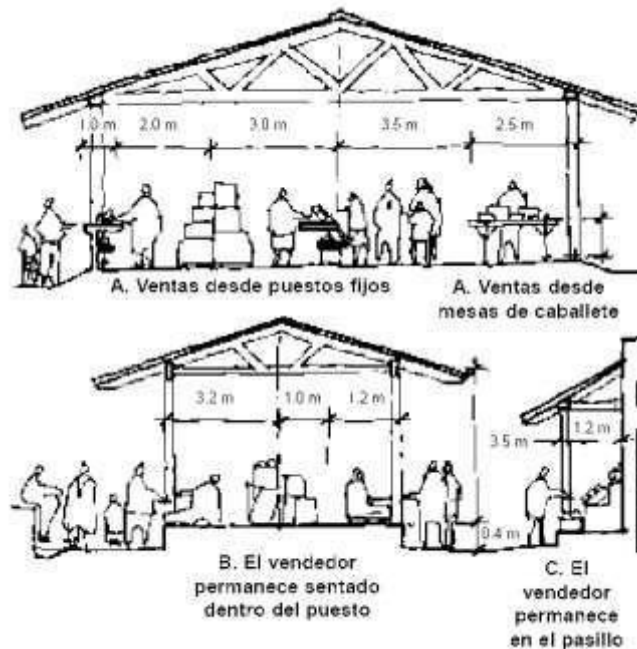 1.0 m 2.0 m 3.0 m 3.5 m 2.5 m
A. Ventas desde puestos fijos
A. Ventas desde
mesas de caballete
3.2 m 1.0 m 1.2 m
3.5 m
1.2 m
0.4 m
B. El vendedor
permanece sentado
dentro del puesto
C. El
vendedor
permanece
en el pasillo